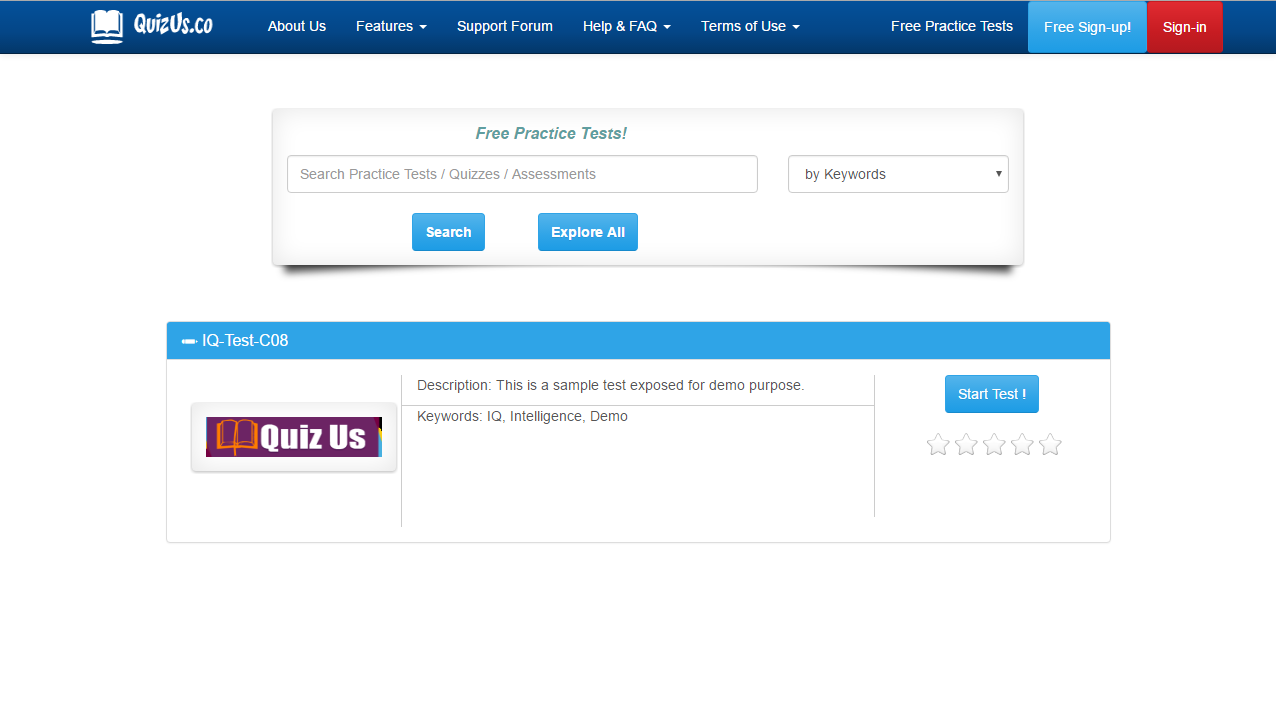 QuizUs.co
About Us Features Support Forum Help & FAQ Terms of Use Free Practice Tests Free Sign-up! Sign-in
Free Practice Tests!
Search Practice Tests / Quizzes / Assessments by Keywords
Search Explore All
IQ-Test-C08
Description: This is a sample test exposed for demo purpose. Start Test !
Keywords: IQ, Intelligence, Demo
Quiz Us